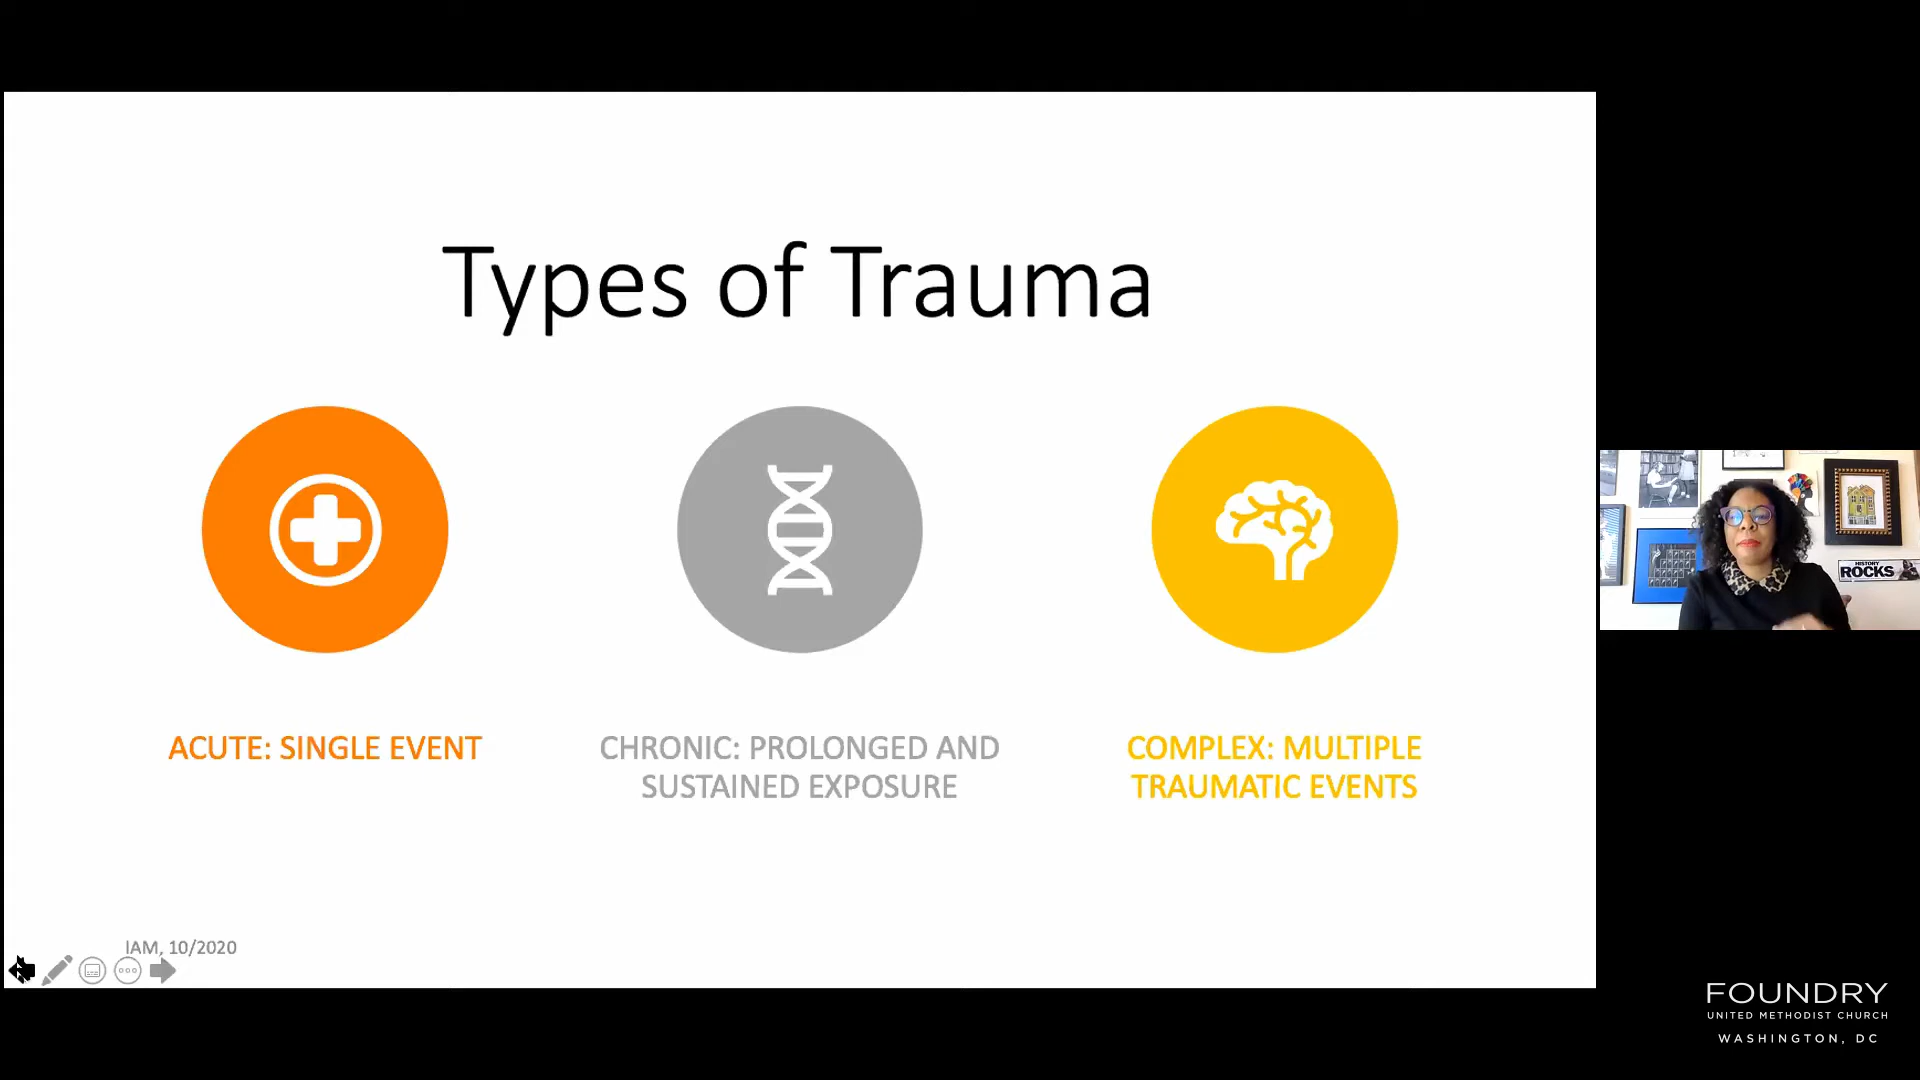 Types of Trauma
ACUTE: SINGLE EVENT
CHRONIC: PROLONGED AND
SUSTAINED EXPOSURE
COMPLEX: MULTIPLE
TRAUMATIC EVENTS
IAM, 10/2020
HISTORY
ROCKS
FOUNDRY
UNITED METHODIST CHURCH
WASHINGTON, DC